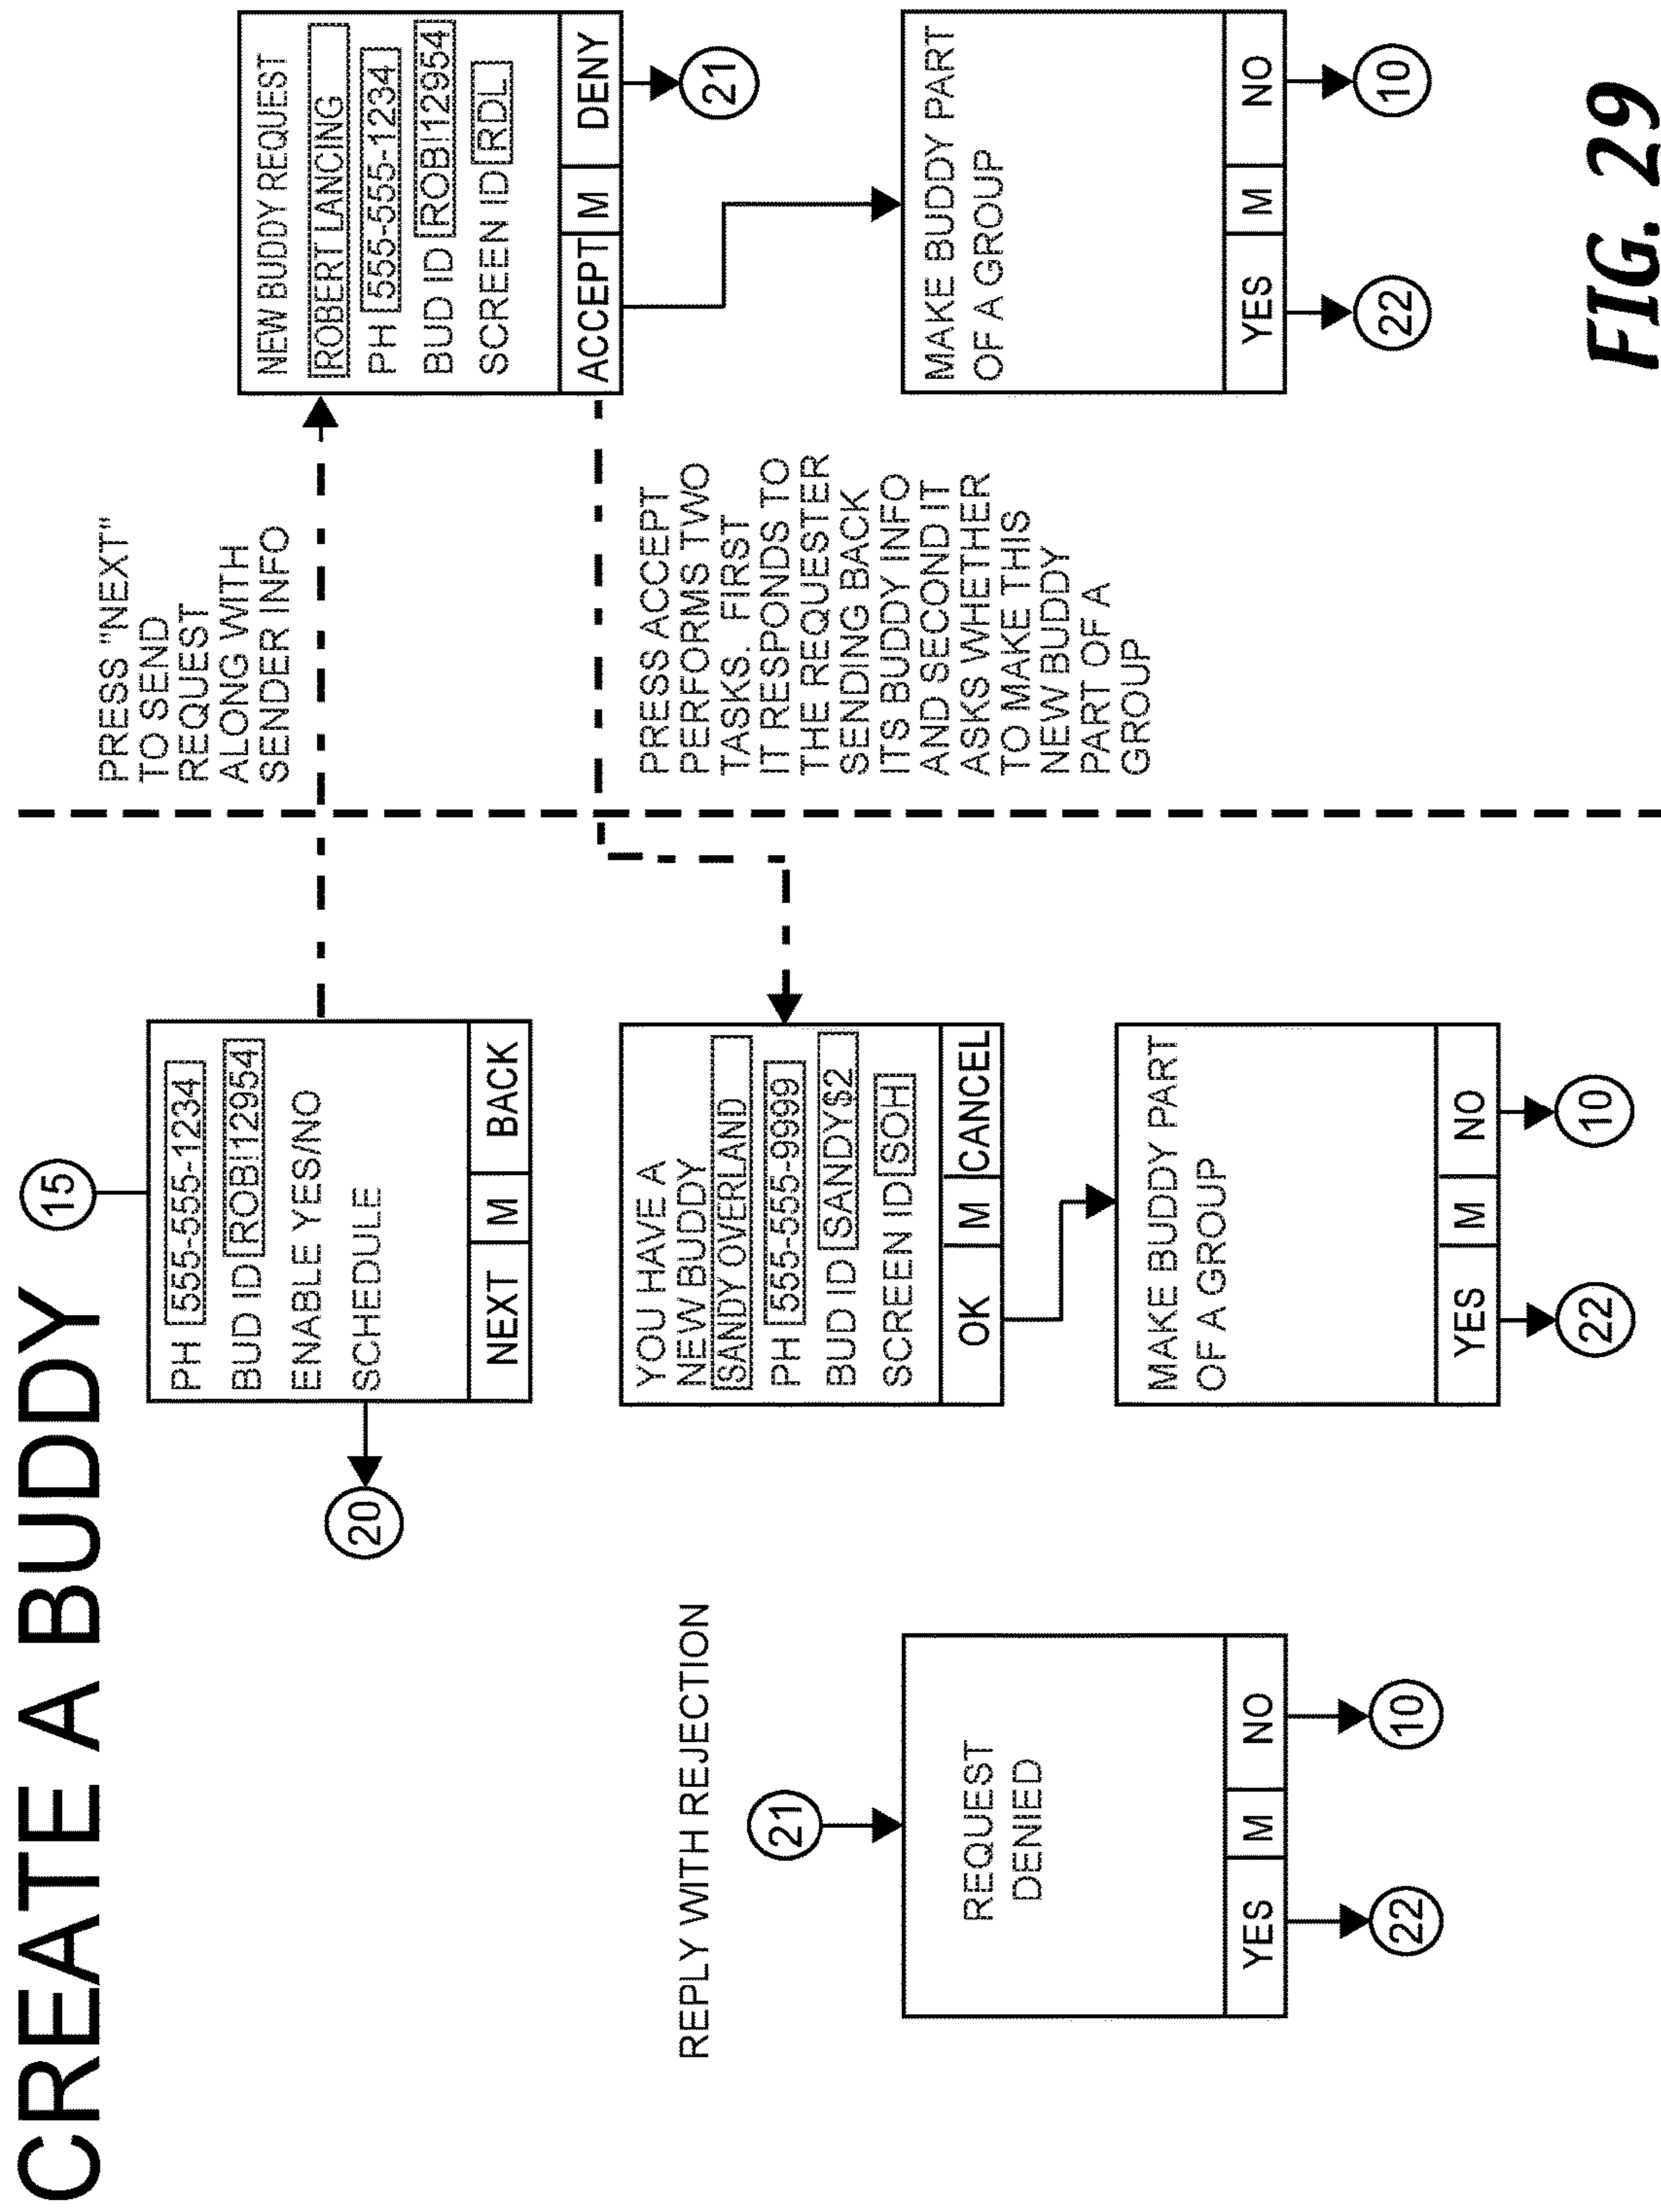 CREATE A BUDDY
15
PH 555-555-1234
BUD ID ROB!12954
ENABLE YES/NO
SCHEDULE
NEXT M BACK
20
PRESS "NEXT"
TO SEND
REQUEST
ALONG WITH
SENDER INFO
NEW BUDDY REQUEST
ROBERT LANCING
PH 555-555-1234
BUD ID ROB!12954
SCREEN ID RDL
ACCEPT M DENY
21
PRESS ACCEPT
PERFORMS TWO
TASKS. FIRST
IT RESPONDS TO
THE REQUESTER
SENDING BACK
ITS BUDDY INFO
AND SECOND IT
ASKS WHETHER
TO MAKE THIS
NEW BUDDY
PART OF A
GROUP
YOU HAVE A
NEW BUDDY
SANDY OVERLAND
PH 555-555-9999
BUD ID SANDY$2
SCREEN ID SOH
OK M CANCEL
MAKE BUDDY PART
OF A GROUP
YES M NO
22 10
MAKE BUDDY PART
OF A GROUP
YES M NO
22 10
REPLY WITH REJECTION
21
REQUEST
DENIED
YES M NO
22 10
FIG. 29